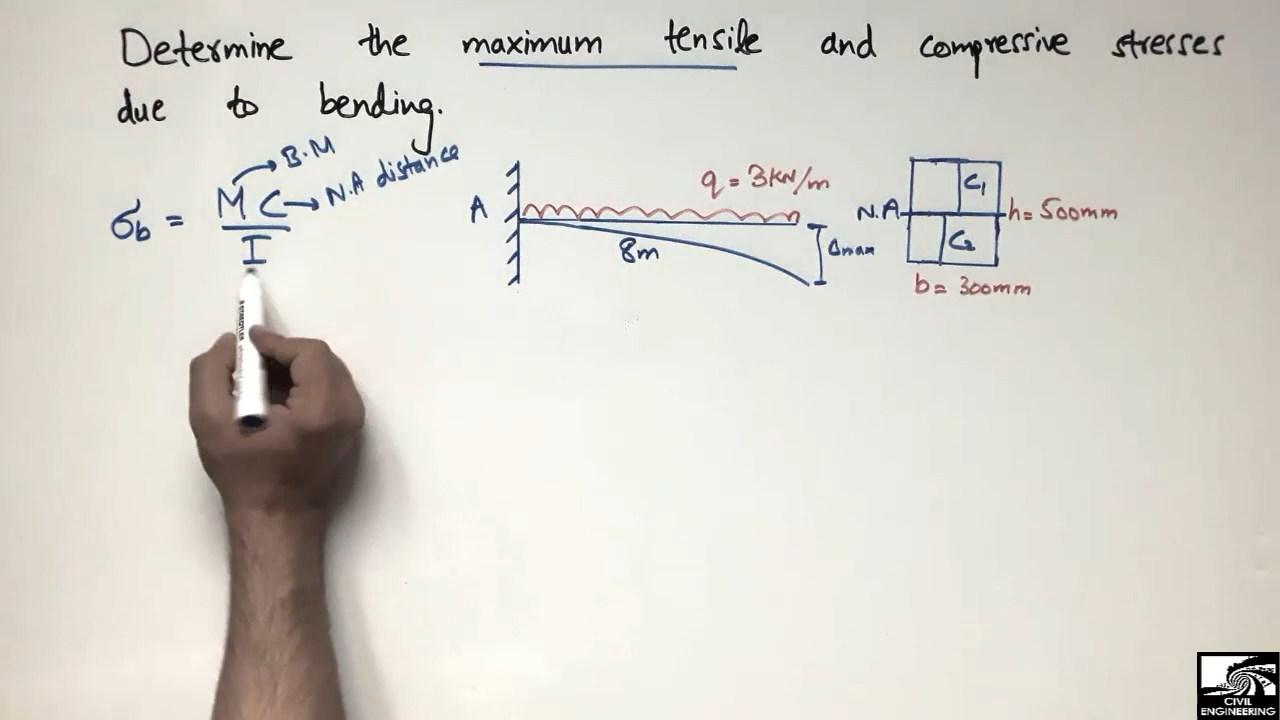 Determine the maximum tensile and compressive stresses
due to bending.
σb = MC/I
B.M
N.A distance
A
q = 3KN/m
8m
Δmax
N.A
C1
C2
h = 500mm
b = 300mm
CIVIL
ENGINEERING